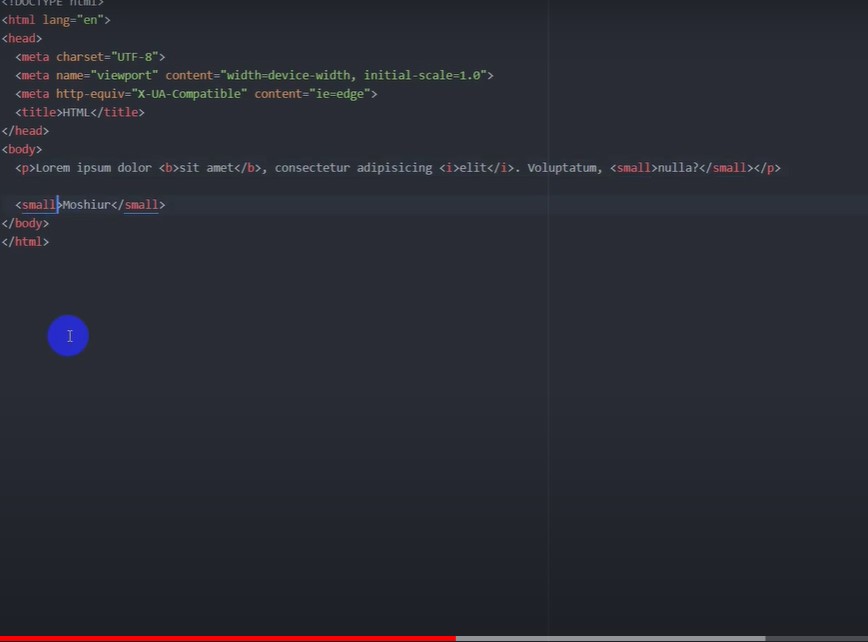 <!DOCTYPE html>
<html lang="en">
<head>
<meta charset="UTF-8">
<meta name="viewport" content="width=device-width, initial-scale=1.0">
<meta http-equiv="X-UA-Compatible" content="ie=edge">
<title>HTML</title>
</head>
<body>
<p>Lorem ipsum dolor <b>sit amet</b>, consectetur adipisicing <i>elit</i>. Voluptatum, <small>nulla?</small></p>
<small>Moshiur</small>
</body>
</html>